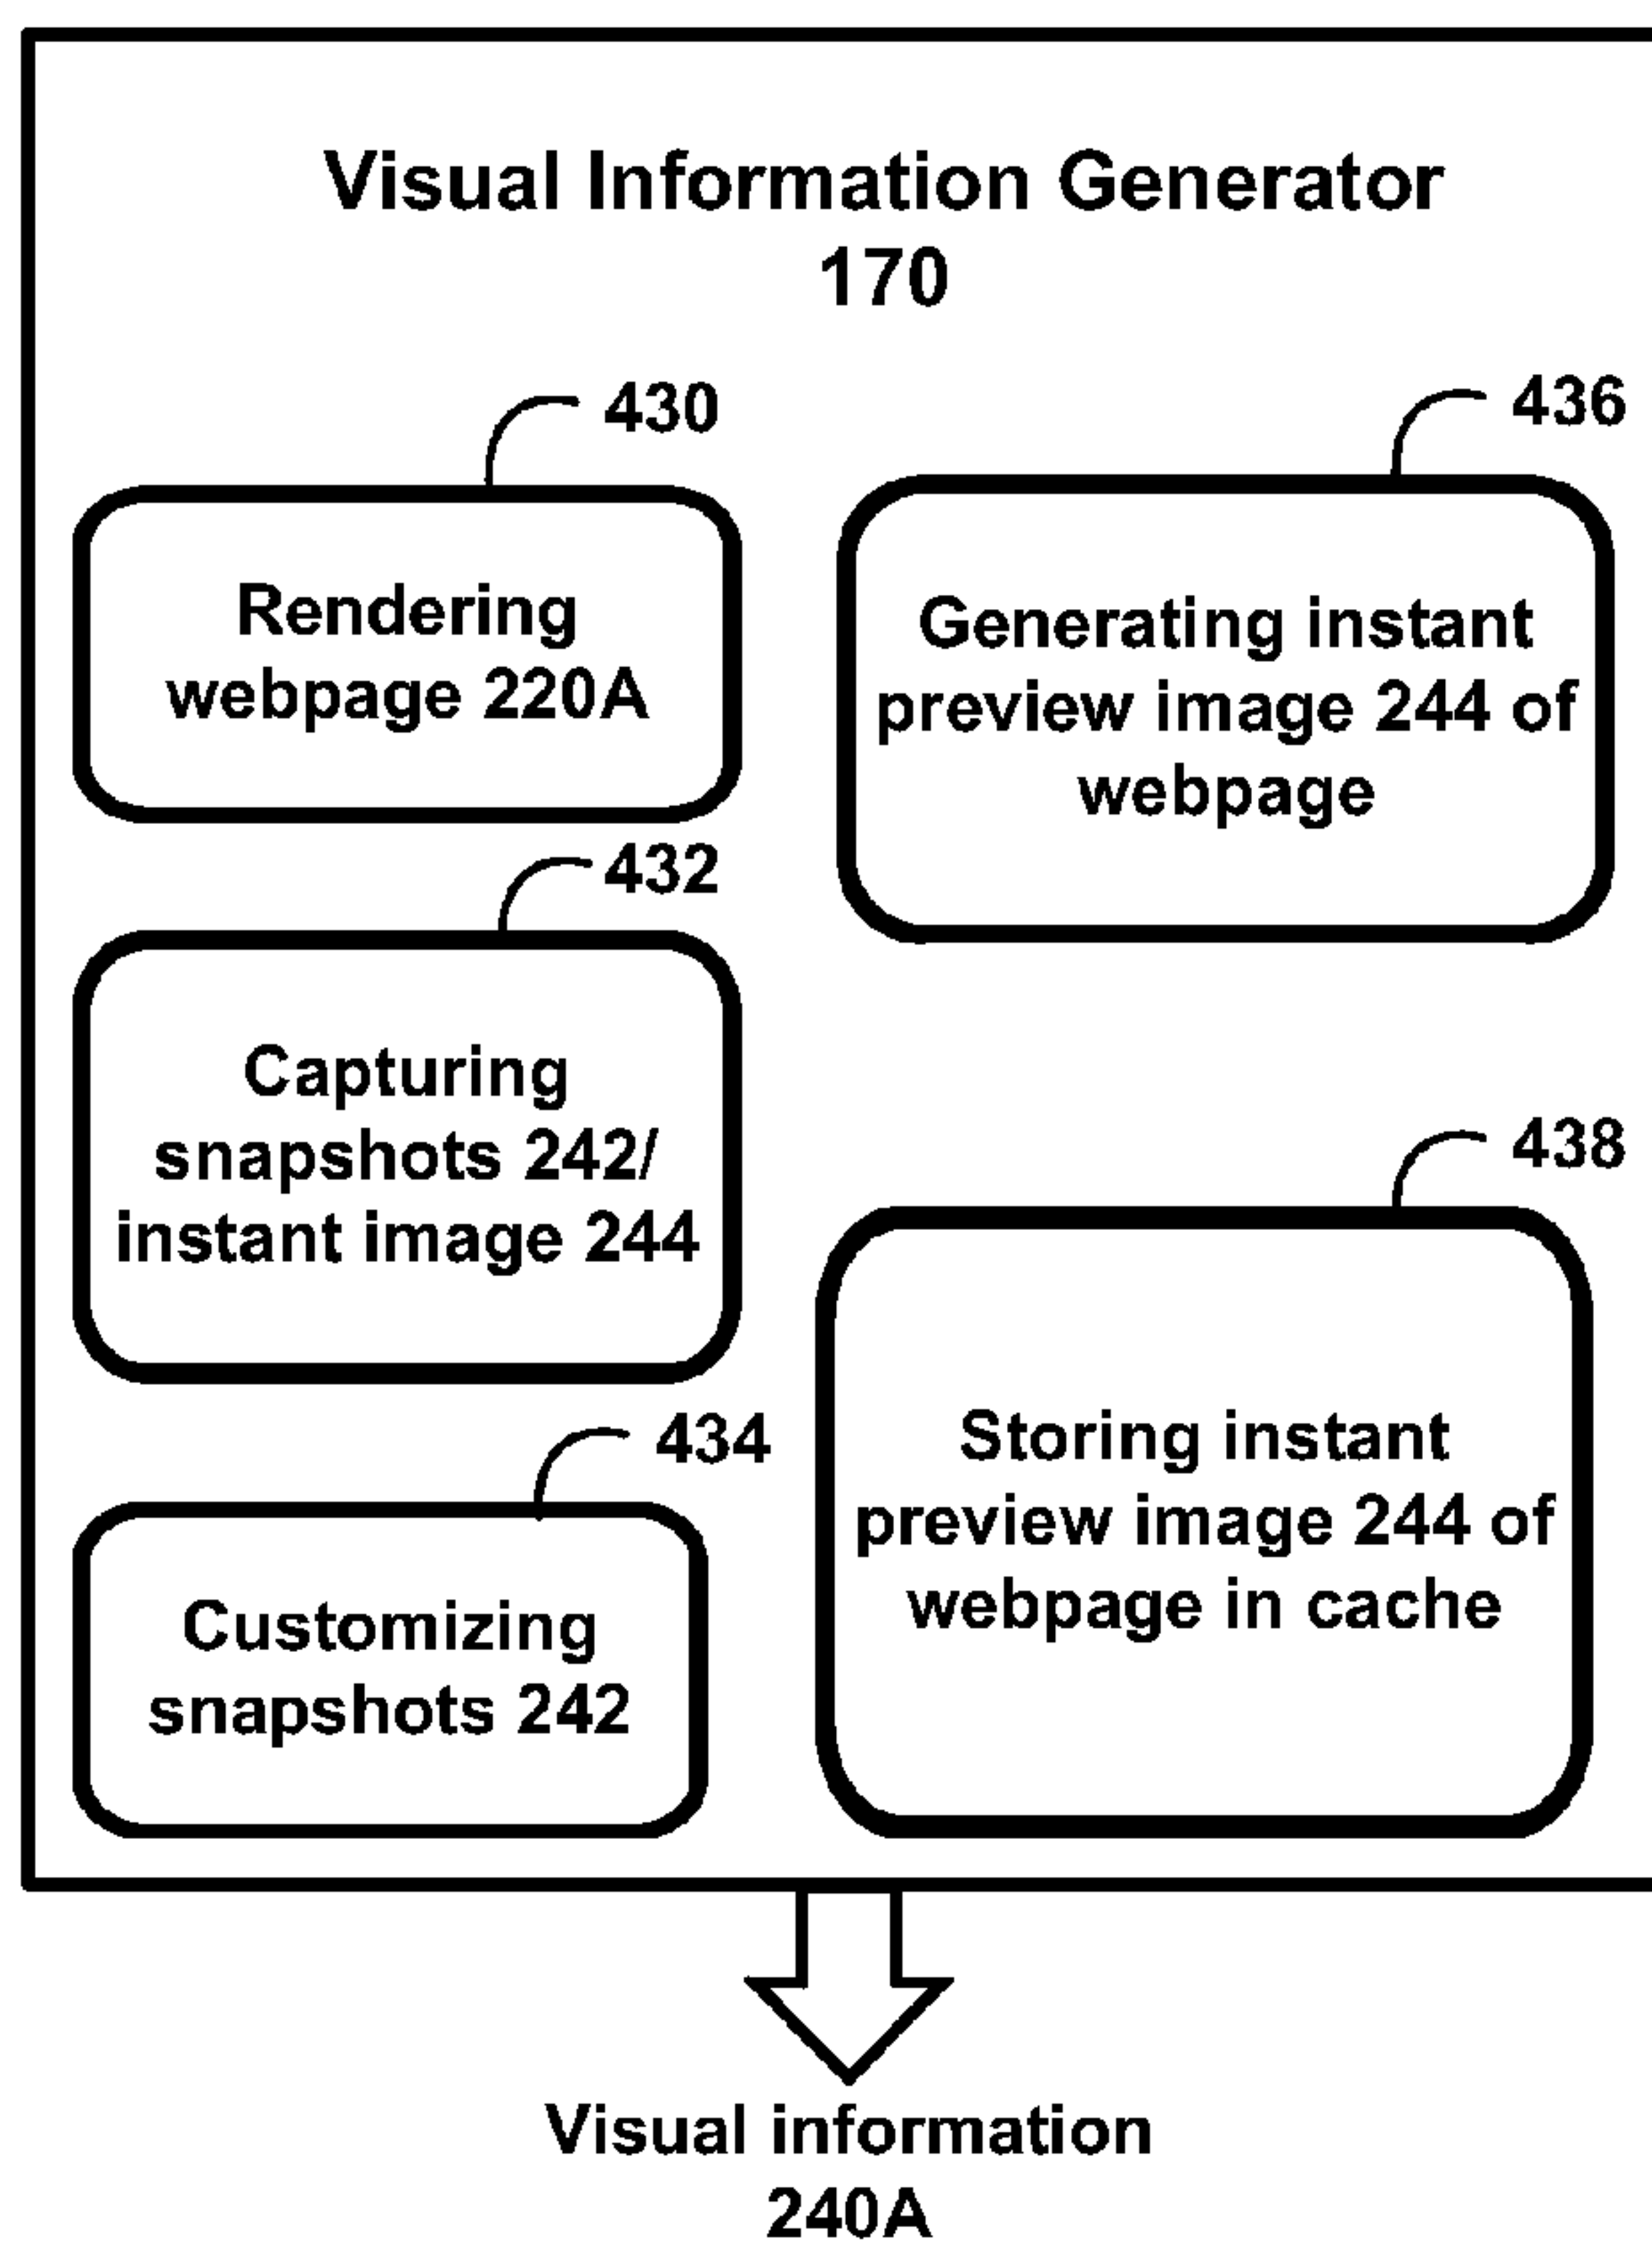 Visual Information Generator
170
430
Rendering
webpage 220A
432
Capturing
snapshots 242/
instant image 244
434
Customizing
snapshots 242
436
Generating instant
preview image 244 of
webpage
438
Storing instant
preview image 244 of
webpage in cache
Visual information
240A